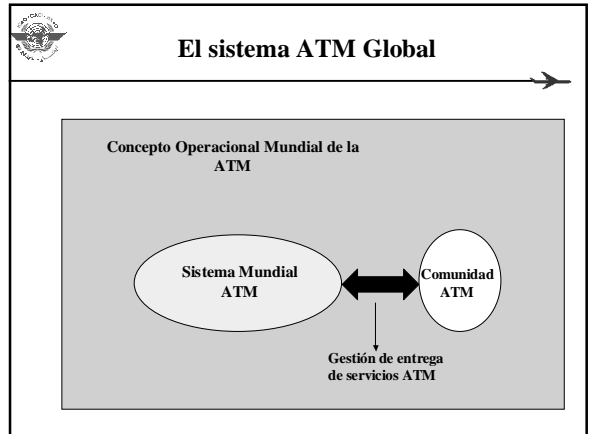 El sistema ATM Global
Concepto Operacional Mundial de la
ATM
Sistema Mundial
ATM
Comunidad
ATM
Gestión de entrega
de servicios ATM